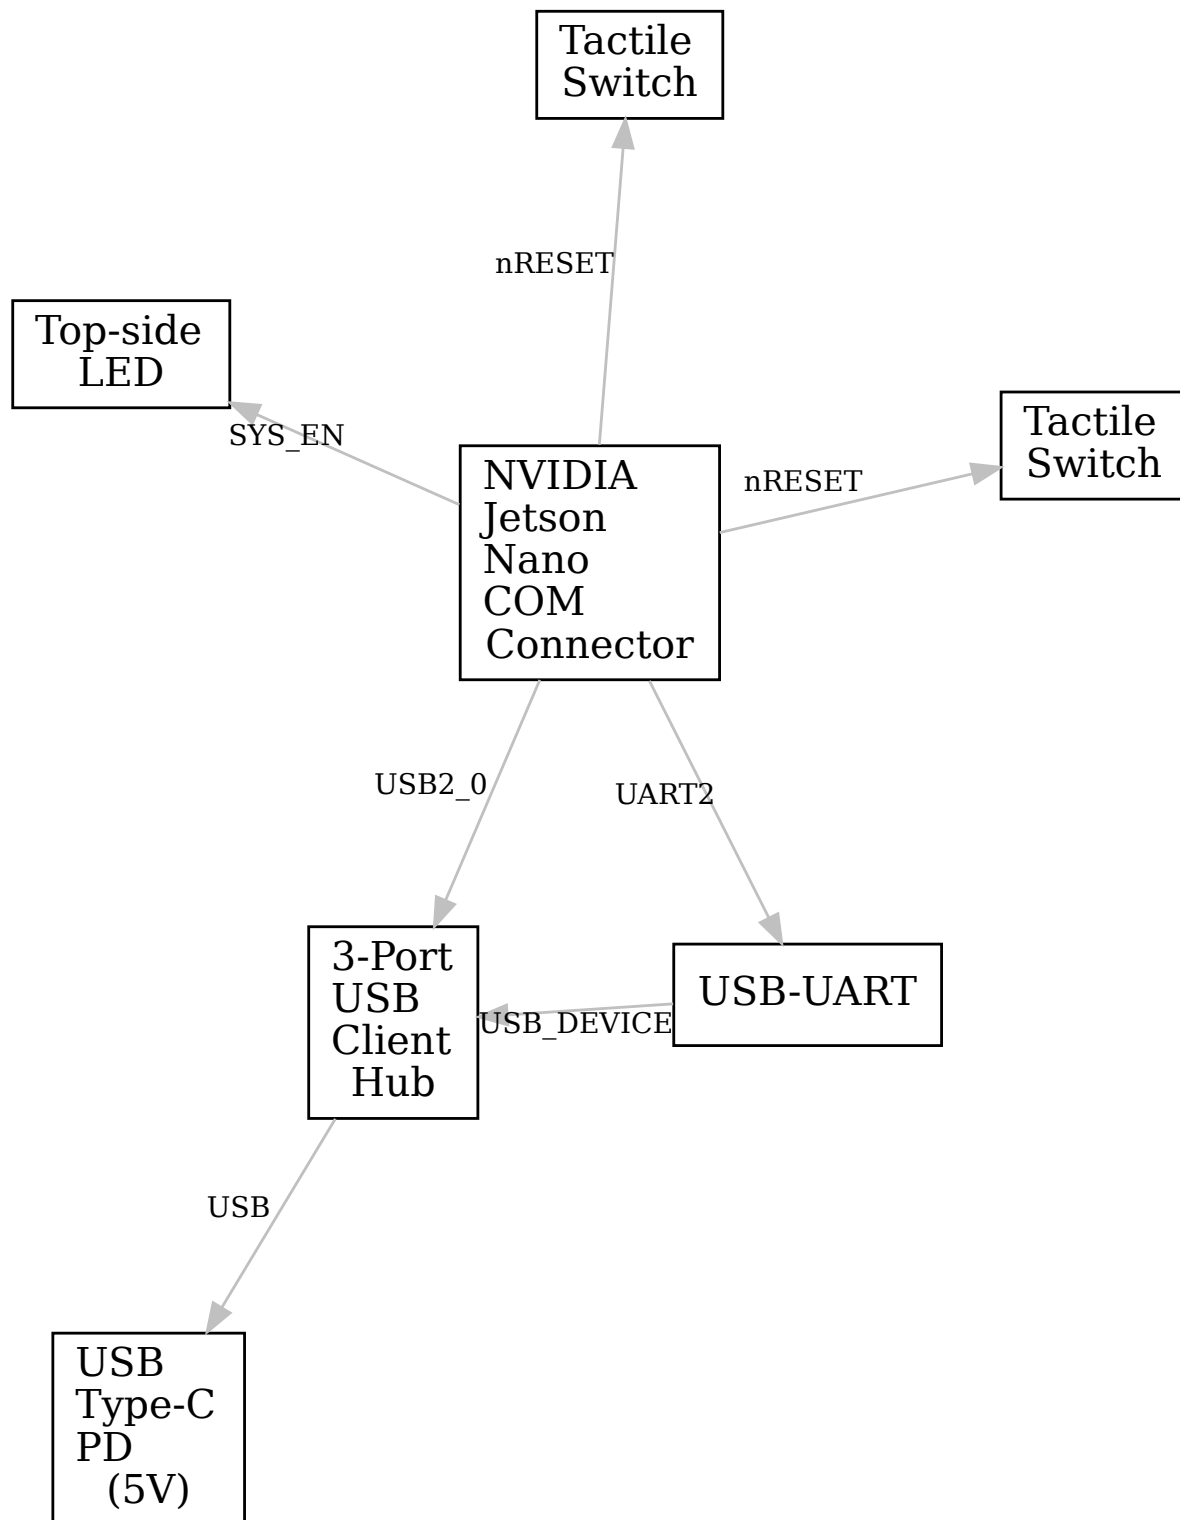 Tactile
Switch
nRESET
Top-side
LED
SYS_EN
Tactile
Switch
nRESET
NVIDIA
Jetson
Nano
COM
Connector
USB2_0
UART2
3-Port
USB
Client
Hub
USB_DEVICE
USB-UART
USB
USB
Type-C
PD
(5V)